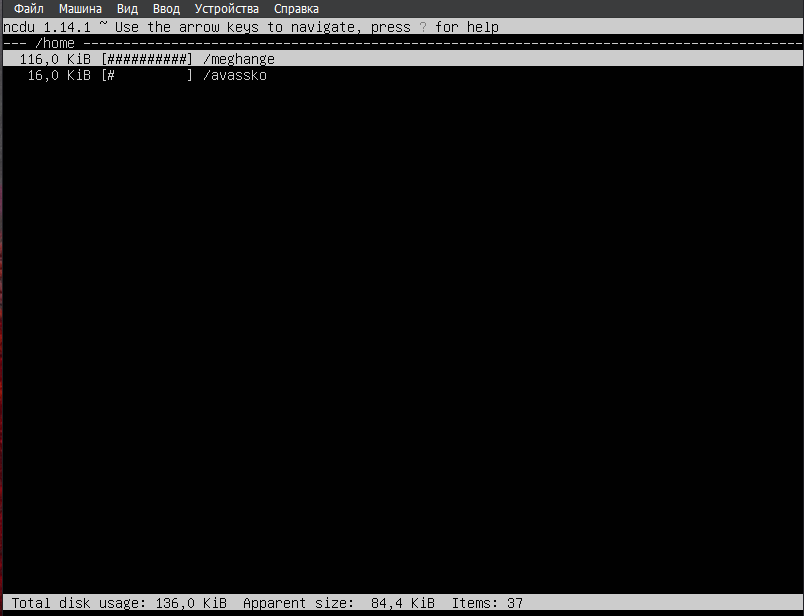 Файл Машина Вид Ввод Устройства Справка
ncdu 1.14.1 ~ Use the arrow keys to navigate, press ? for help
--- /home ----------------------------------------------------------------------------------------
116,0 KiB [##########] /meghange
16,0 KiB [#         ] /avassko
Total disk usage: 136,0 KiB  Apparent size:  84,4 KiB  Items: 37